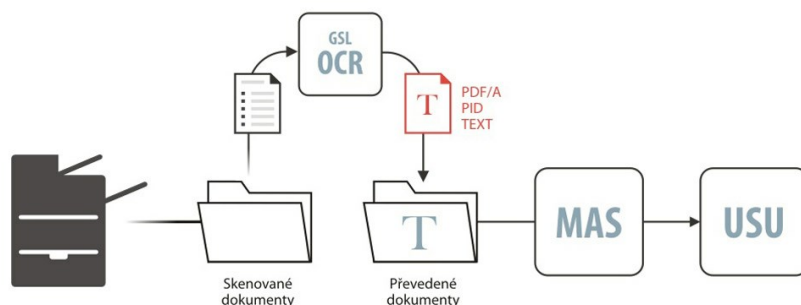 GSL
OCR
T
PDF/A
PID
TEXT
T
MAS
USU
Skenované
dokumenty
Převedené
dokumenty